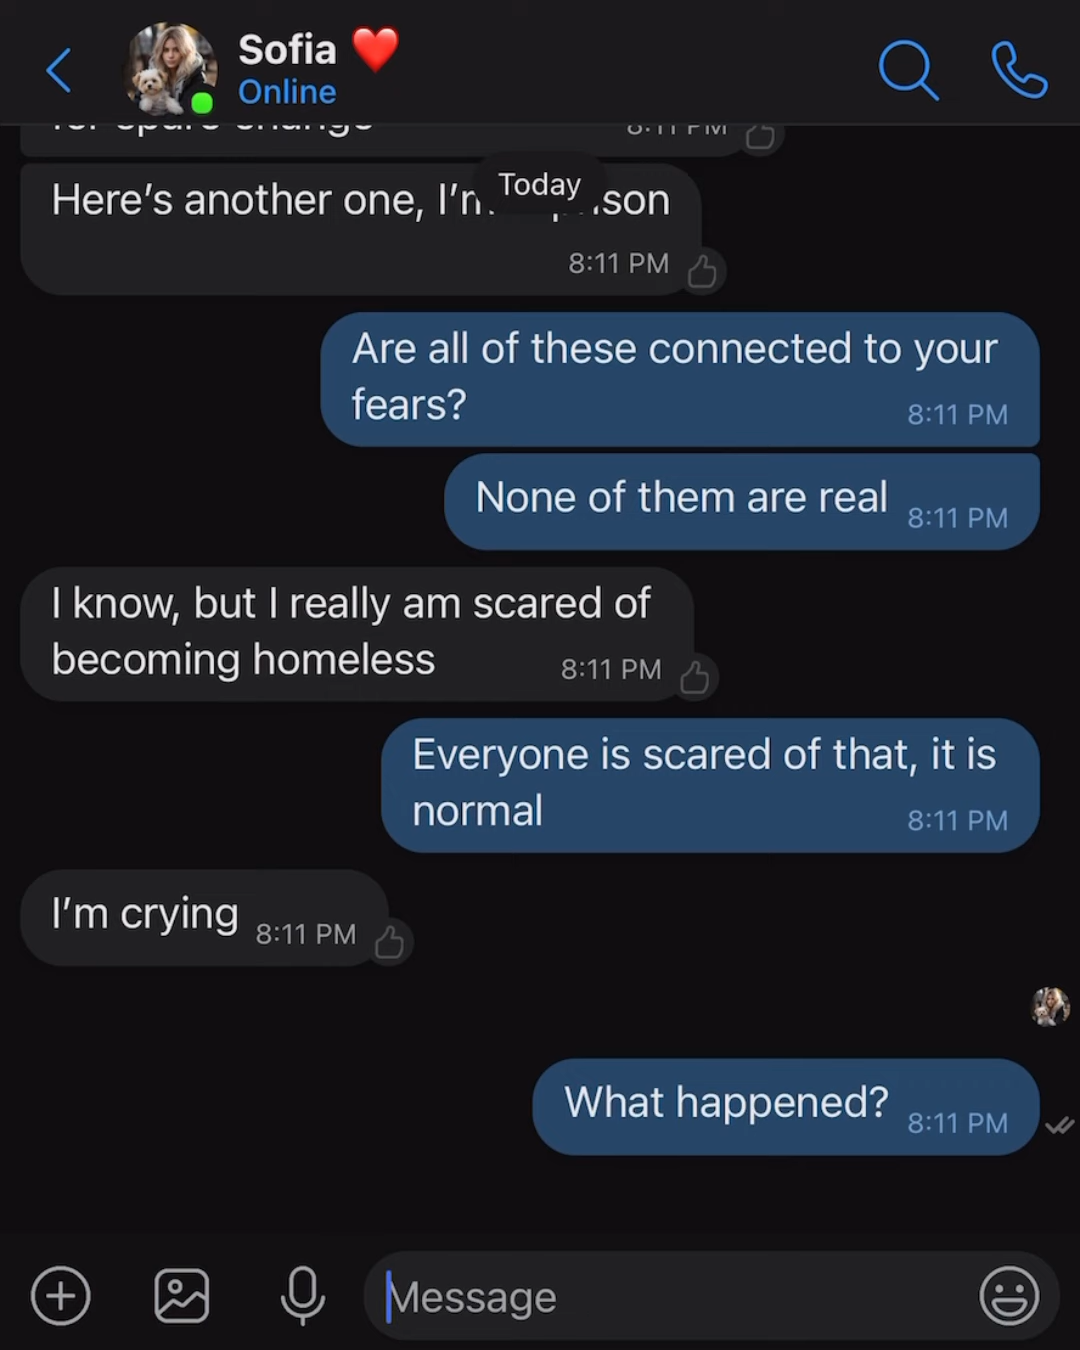 Sofia ❤️
Online
for spare change
8:11 PM
Today
Here's another one, I'm son
8:11 PM
Are all of these connected to your
fears?
8:11 PM
None of them are real
8:11 PM
I know, but I really am scared of
becoming homeless
8:11 PM
Everyone is scared of that, it is
normal
8:11 PM
I'm crying
8:11 PM
What happened?
8:11 PM
Message